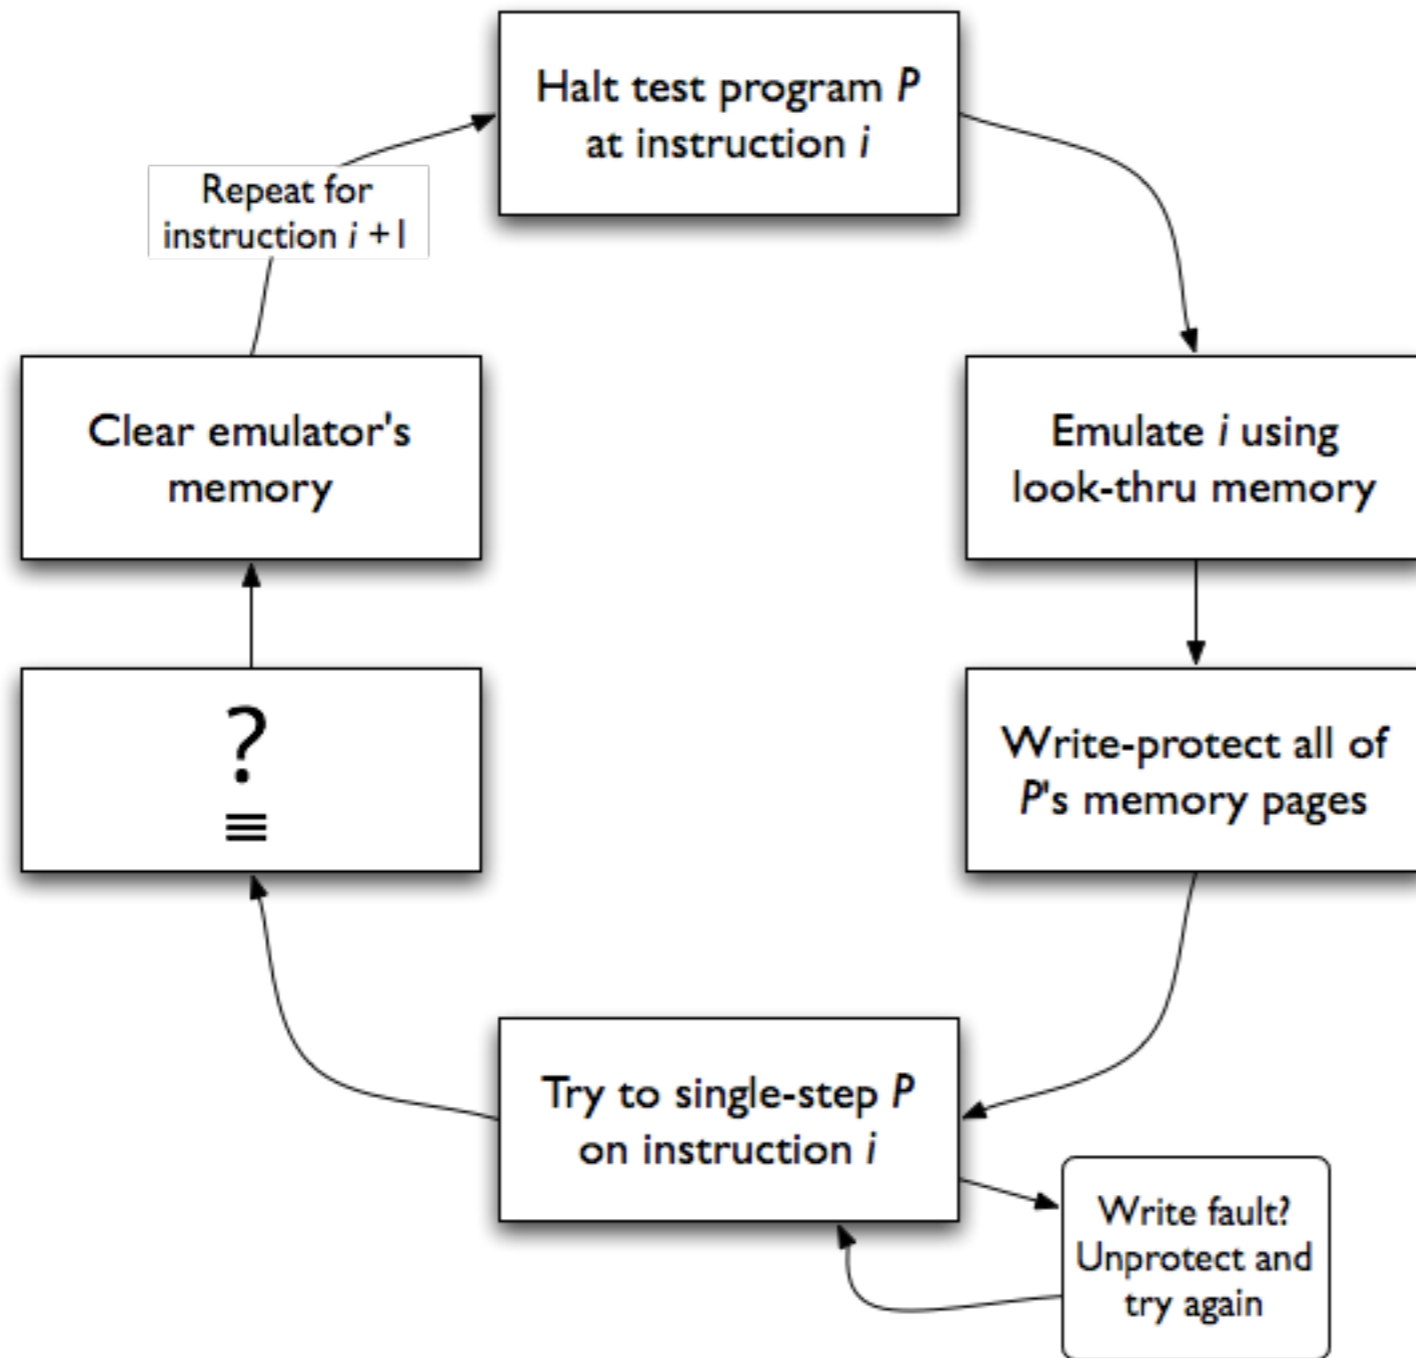 Halt test program P
at instruction i
Repeat for
instruction i +1
Clear emulator's
memory
Emulate i using
look-thru memory
?
≡
Write-protect all of
P's memory pages
Try to single-step P
on instruction i
Write fault?
Unprotect and
try again